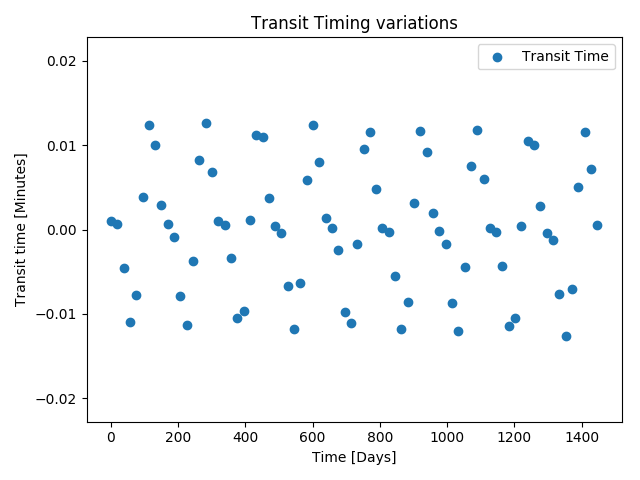 Transit Timing variations
Transit Time
0.02
0.01
0.00
−0.01
−0.02
Transit time [Minutes]
0 200 400 600 800 1000 1200 1400
Time [Days]